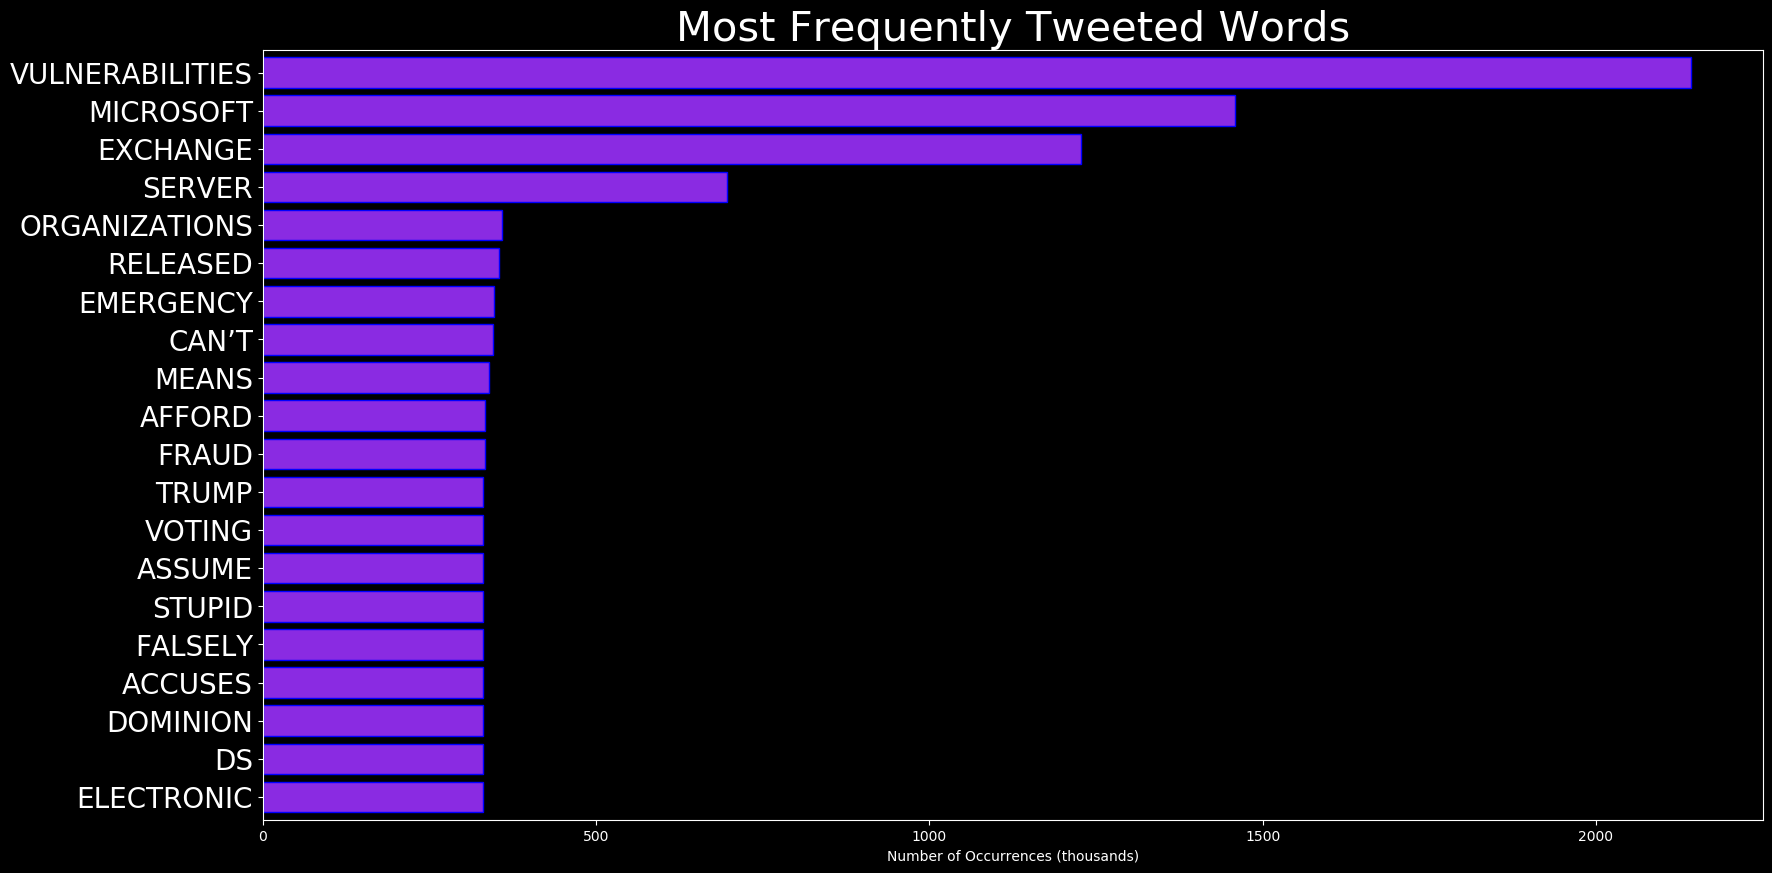 Most Frequently Tweeted Words
VULNERABILITIES
MICROSOFT
EXCHANGE
SERVER
ORGANIZATIONS
RELEASED
EMERGENCY
CAN’T
MEANS
AFFORD
FRAUD
TRUMP
VOTING
ASSUME
STUPID
FALSELY
ACCUSES
DOMINION
DS
ELECTRONIC
0 500 1000 1500 2000
Number of Occurrences (thousands)